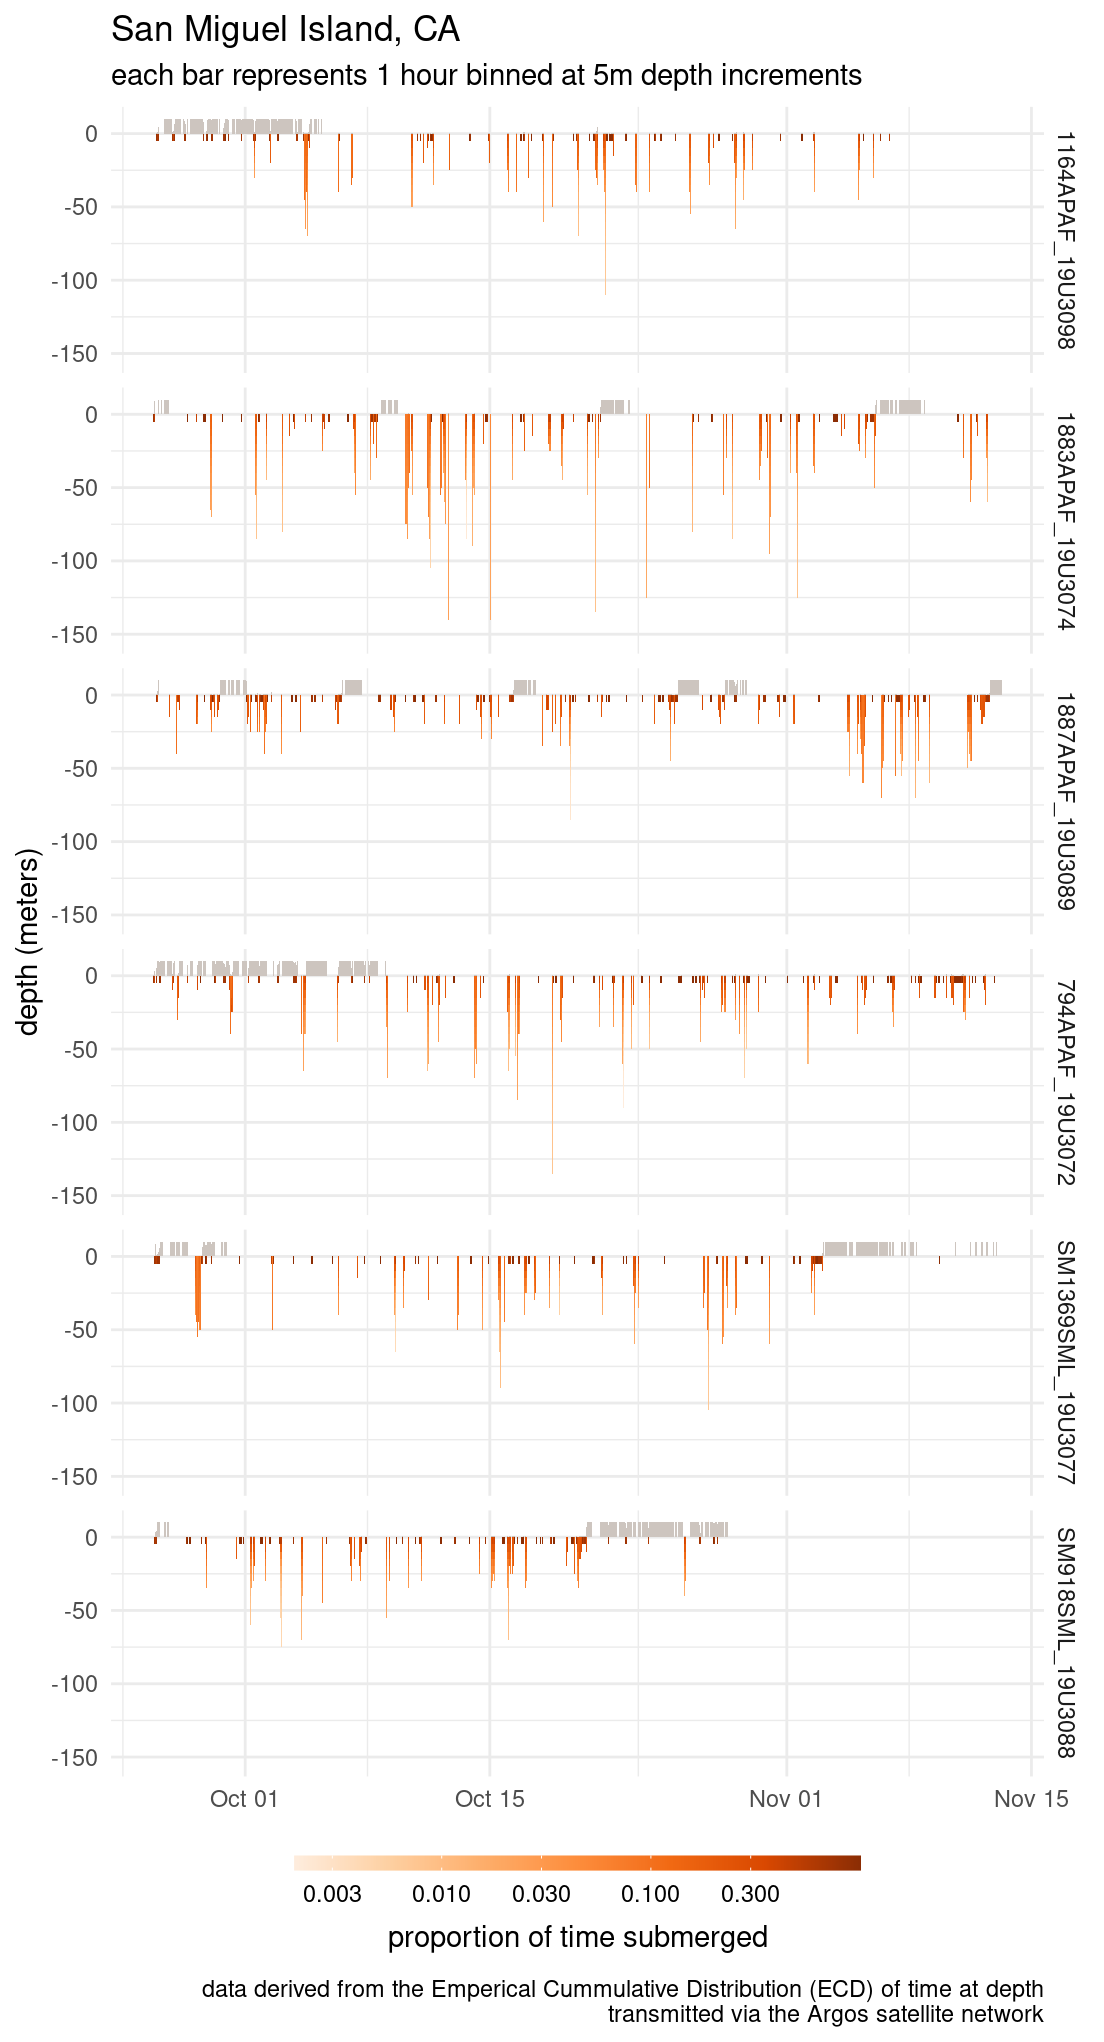 San Miguel Island, CA
each bar represents 1 hour binned at 5m depth increments
depth (meters)
0
-50
-100
-150
1164APAF_19U3098
0
-50
-100
-150
1883APAF_19U3074
0
-50
-100
-150
1887APAF_19U3089
0
-50
-100
-150
794APAF_19U3072
0
-50
-100
-150
SM1369SML_19U3077
0
-50
-100
-150
SM918SML_19U3088
Oct 01 Oct 15 Nov 01 Nov 15
0.003 0.010 0.030 0.100 0.300
proportion of time submerged
data derived from the Emperical Cummulative Distribution (ECD) of time at depth
transmitted via the Argos satellite network